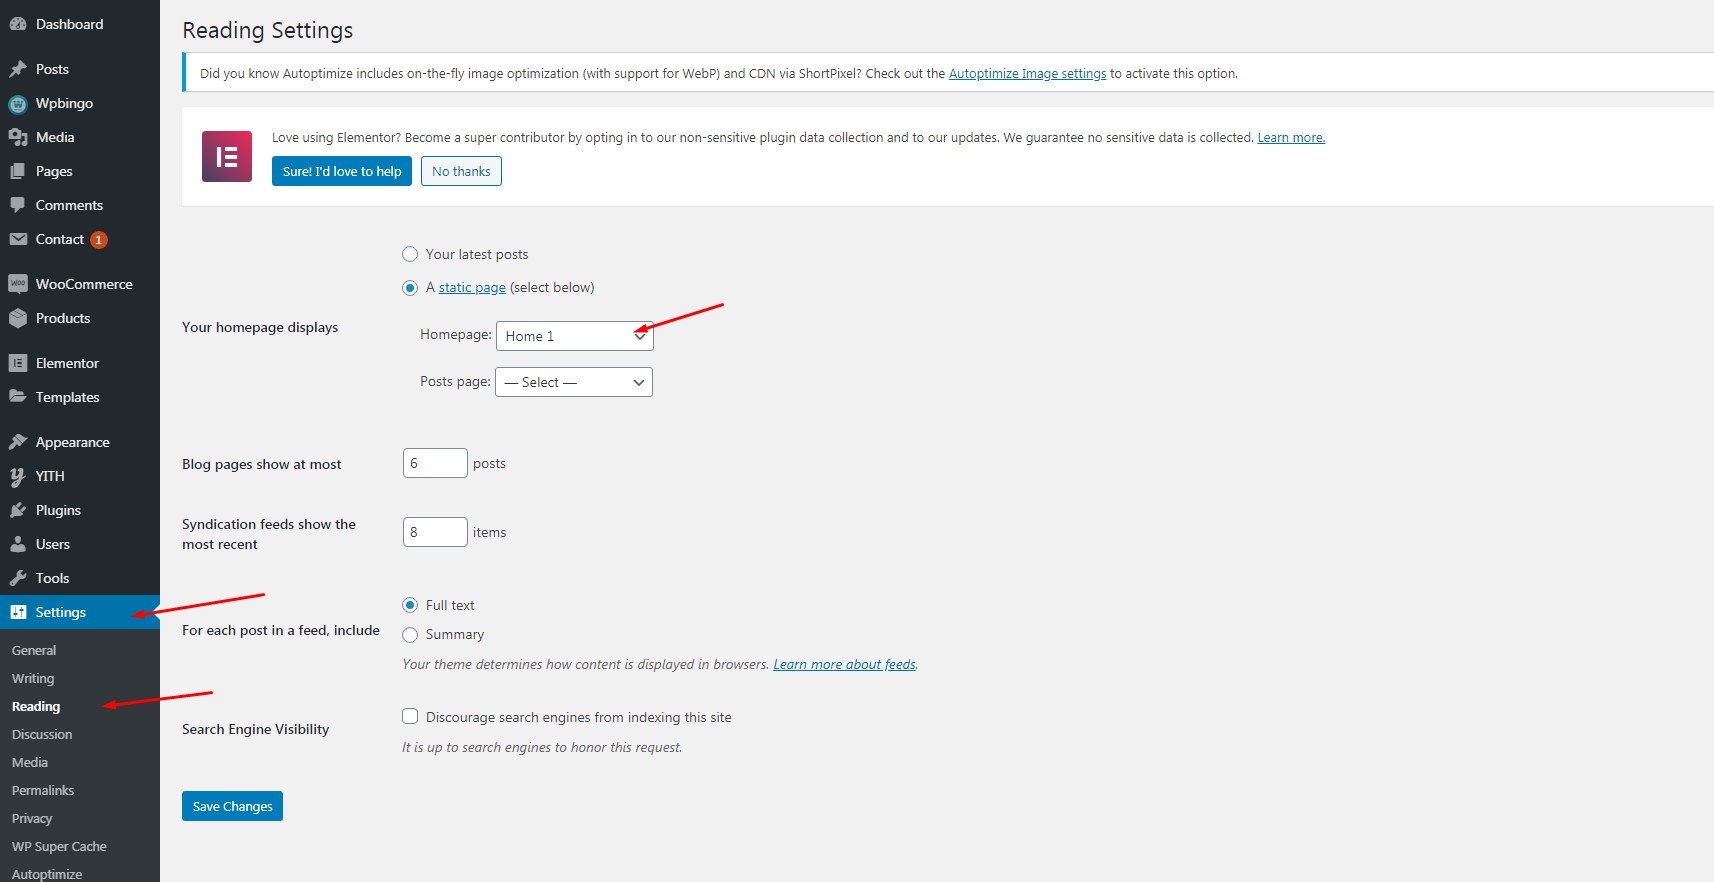 Dashboard
Posts
Wpbingo
Media
Pages
Comments
Contact 1
WooCommerce
Products
Elementor
Templates
Appearance
YITH
Plugins
Users
Tools
Settings
General
Writing
Reading
Discussion
Media
Permalinks
Privacy
WP Super Cache
Autoptimize
Reading Settings
Did you know Autoptimize includes on-the-fly image optimization (with support for WebP) and CDN via ShortPixel? Check out the Autoptimize Image settings to activate this option.
Love using Elementor? Become a super contributor by opting in to our non-sensitive plugin data collection and to our updates. We guarantee no sensitive data is collected. Learn more.
Sure! I'd love to help No thanks
Your homepage displays
Your latest posts
A static page (select below)
Homepage: Home 1
Posts page: — Select —
Blog pages show at most 6 posts
Syndication feeds show the
most recent
8 items
For each post in a feed, include
Full text
Summary
Your theme determines how content is displayed in browsers. Learn more about feeds.
Search Engine Visibility
Discourage search engines from indexing this site
It is up to search engines to honor this request.
Save Changes